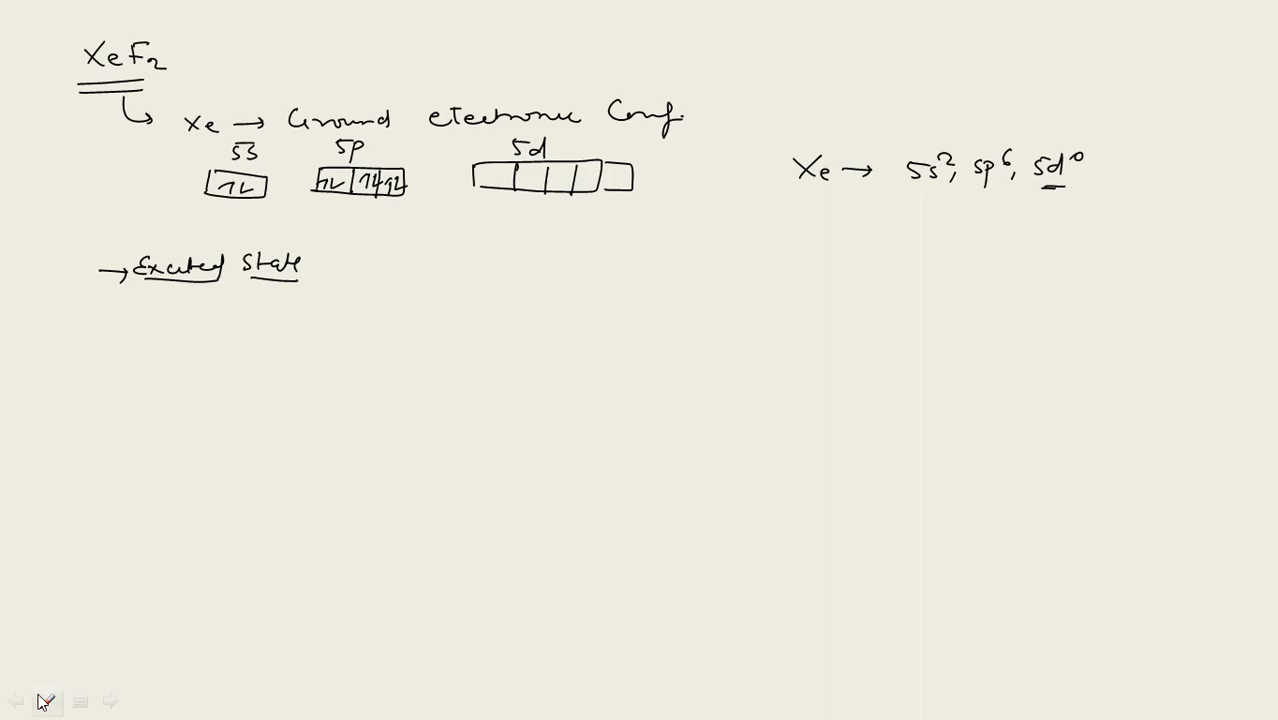 XeF₂
Xe → Ground electronic Conf.
5s 5p 5d
Xe → 5s², 5p⁶, 5d⁰
→ Excited State